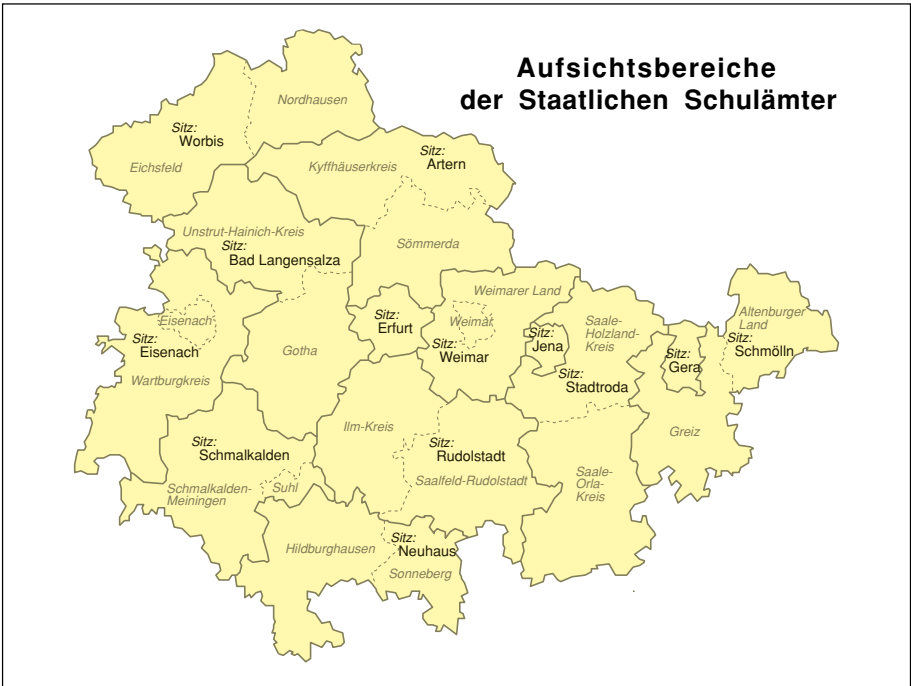 Aufsichtsbereiche
der Staatlichen Schulämter
Nordhausen
Sitz:
Worbis
Eichsfeld
Sitz:
Artern
Kyffhäuserkreis
Unstrut-Hainich-Kreis
Sitz:
Bad Langensalza
Sömmerda
Weimarer Land
Eisenach
Sitz:
Eisenach
Wartburgkreis
Gotha
Sitz:
Erfurt
Weimar
Sitz:
Weimar
Sitz:
Jena
Saale-
Holzland-
Kreis
Sitz:
Stadtroda
Sitz:
Gera
Altenburger
Land
Sitz:
Schmölln
Greiz
Ilm-Kreis
Sitz:
Schmalkalden
Schmalkalden-
Meiningen
Suhl
Sitz:
Rudolstadt
Saalfeld-Rudolstadt
Saale-
Orla-
Kreis
Hildburghausen
Sitz:
Neuhaus
Sonneberg